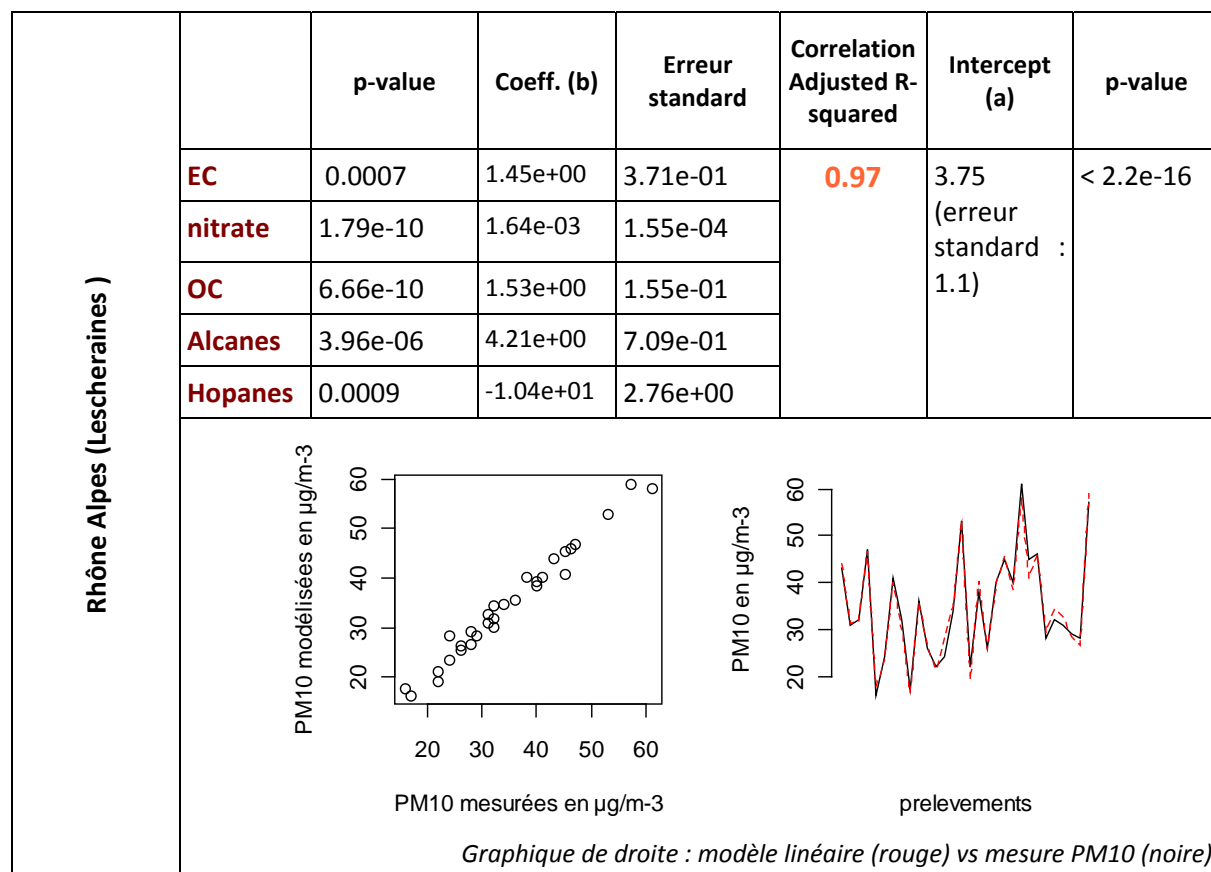 p-value
Coeff. (b)
Erreur
standard
Correlation
Adjusted R-
squared
Intercept
(a)
p-value
Rhône Alpes (Lescheraines )
EC
0.0007
1.45e+00
3.71e-01
0.97
3.75
(erreur
standard :
1.1)
< 2.2e-16
nitrate
1.79e-10
1.64e-03
1.55e-04
OC
6.66e-10
1.53e+00
1.55e-01
Alcanes
3.96e-06
4.21e+00
7.09e-01
Hopanes
0.0009
-1.04e+01
2.76e+00
PM10 modélisées en µg/m-3
60
50
40
30
20
20 30 40 50 60
PM10 mesurées en µg/m-3
PM10 en µg/m-3
60
50
40
30
20
prelevements
Graphique de droite : modèle linéaire (rouge) vs mesure PM10 (noire)